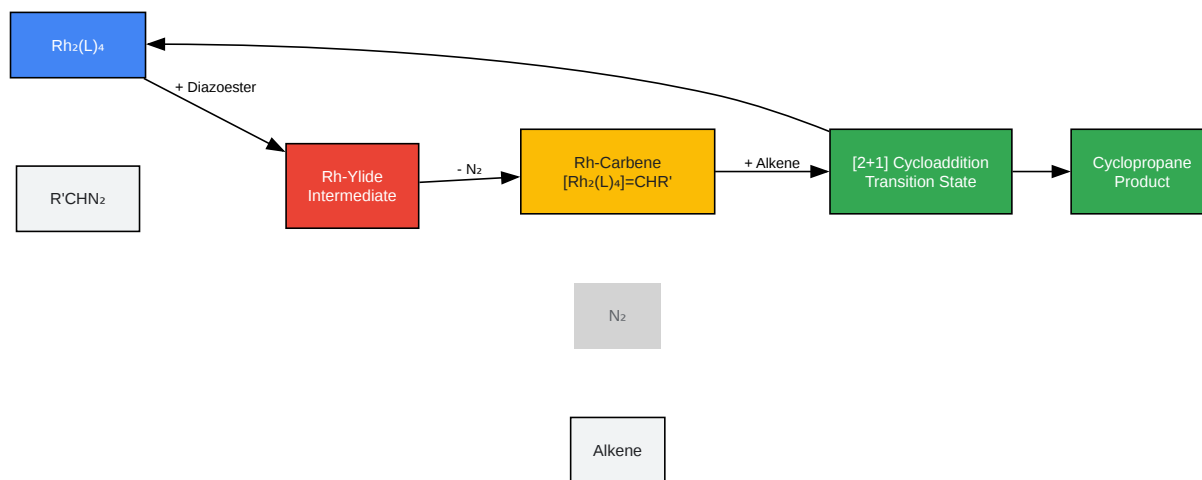 Rh₂(L)₄
+ Diazoester
R'CHN₂
Rh-Ylide
Intermediate
- N₂
Rh-Carbene
[Rh₂(L)₄]=CHR'
+ Alkene
[2+1] Cycloaddition
Transition State
Cyclopropane
Product
N₂
Alkene